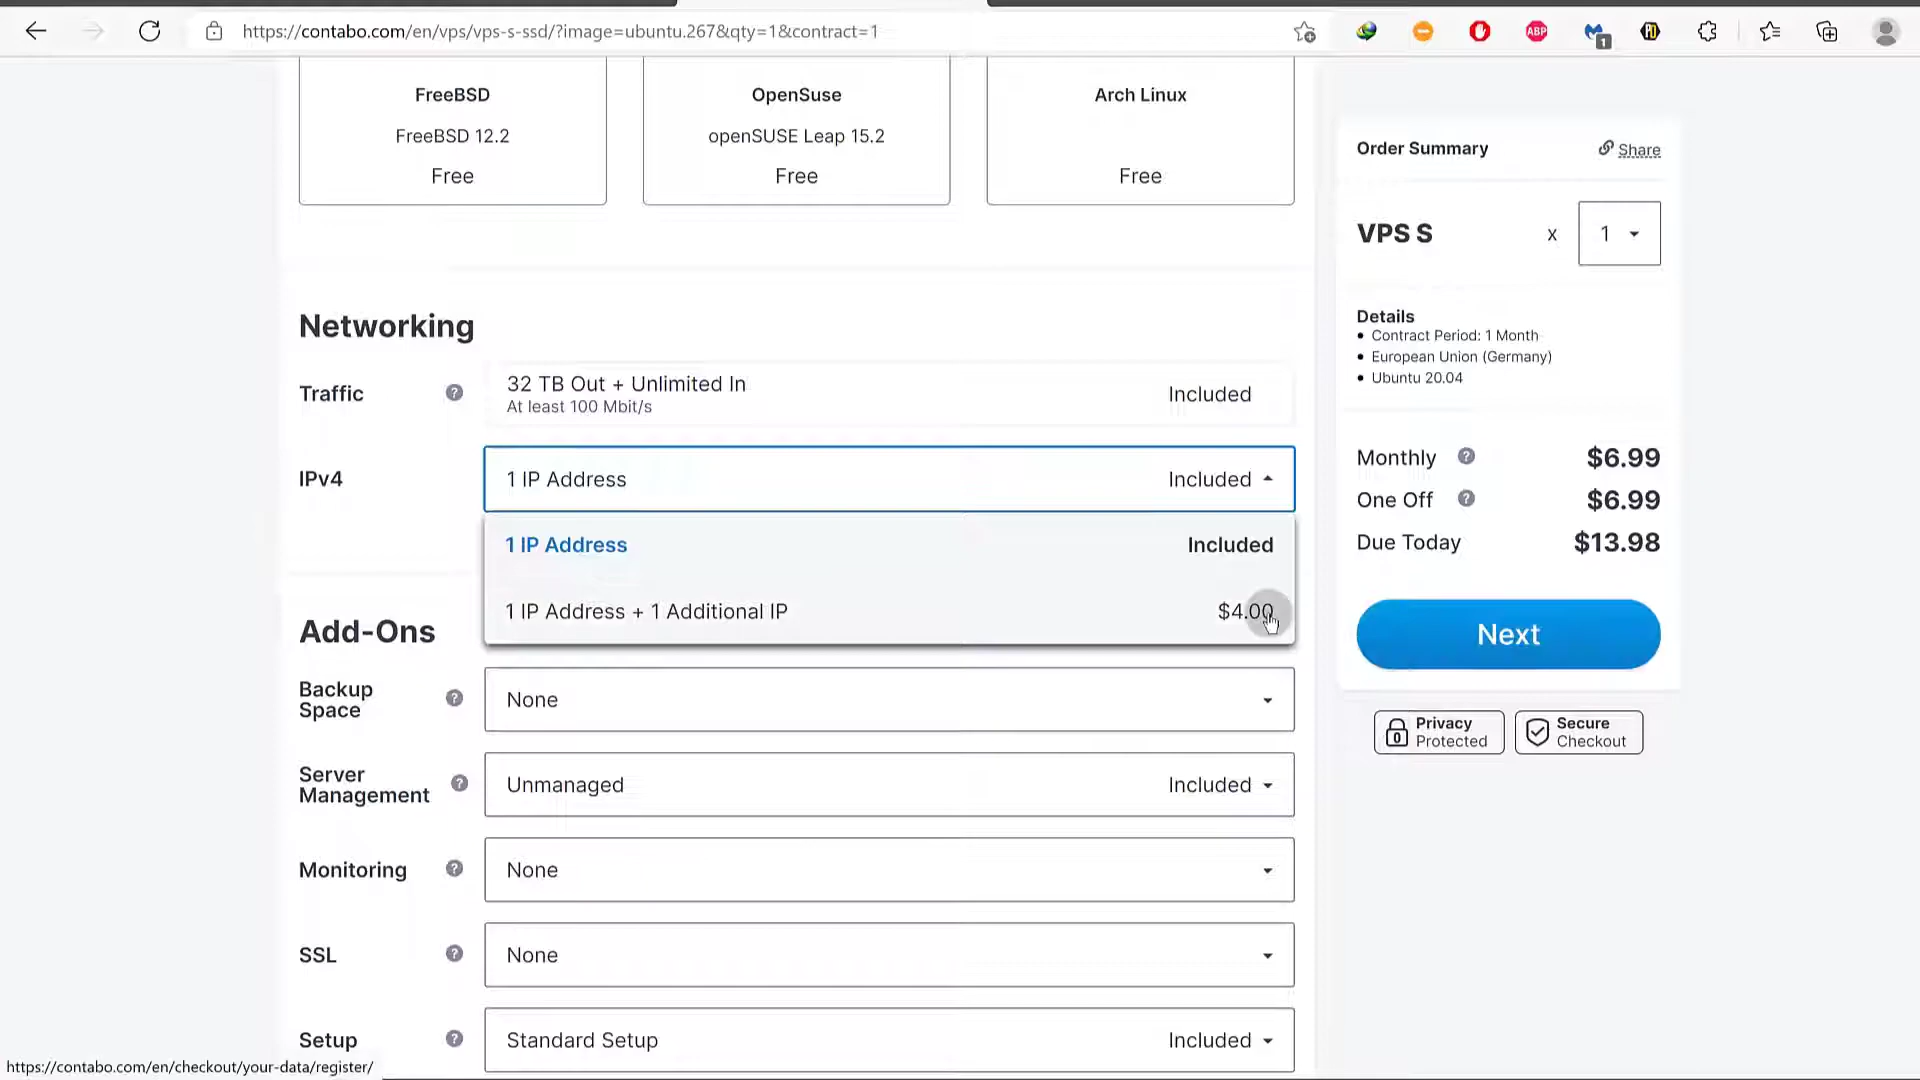 https://contabo.com/en/vps/vps-s-ssd/?image=ubuntu.267&qty=1&contract=1
ABP
1
FreeBSD
FreeBSD 12.2
Free
OpenSuse
openSUSE Leap 15.2
Free
Arch Linux
Free
Networking
Traffic
?
32 TB Out + Unlimited In
At least 100 Mbit/s
Included
IPv4
1 IP Address
Included
1 IP Address
Included
1 IP Address + 1 Additional IP
$4.00
Add-Ons
Backup
Space
?
None
Server
Management
?
Unmanaged
Included
Monitoring
?
None
SSL
?
None
Setup
?
Standard Setup
Included
Order Summary
Share
VPS S
x
1
Details
• Contract Period: 1 Month
• European Union (Germany)
• Ubuntu 20.04
Monthly
?
$6.99
One Off
?
$6.99
Due Today
$13.98
Next
Privacy
Protected
Secure
Checkout
https://contabo.com/en/checkout/your-data/register/